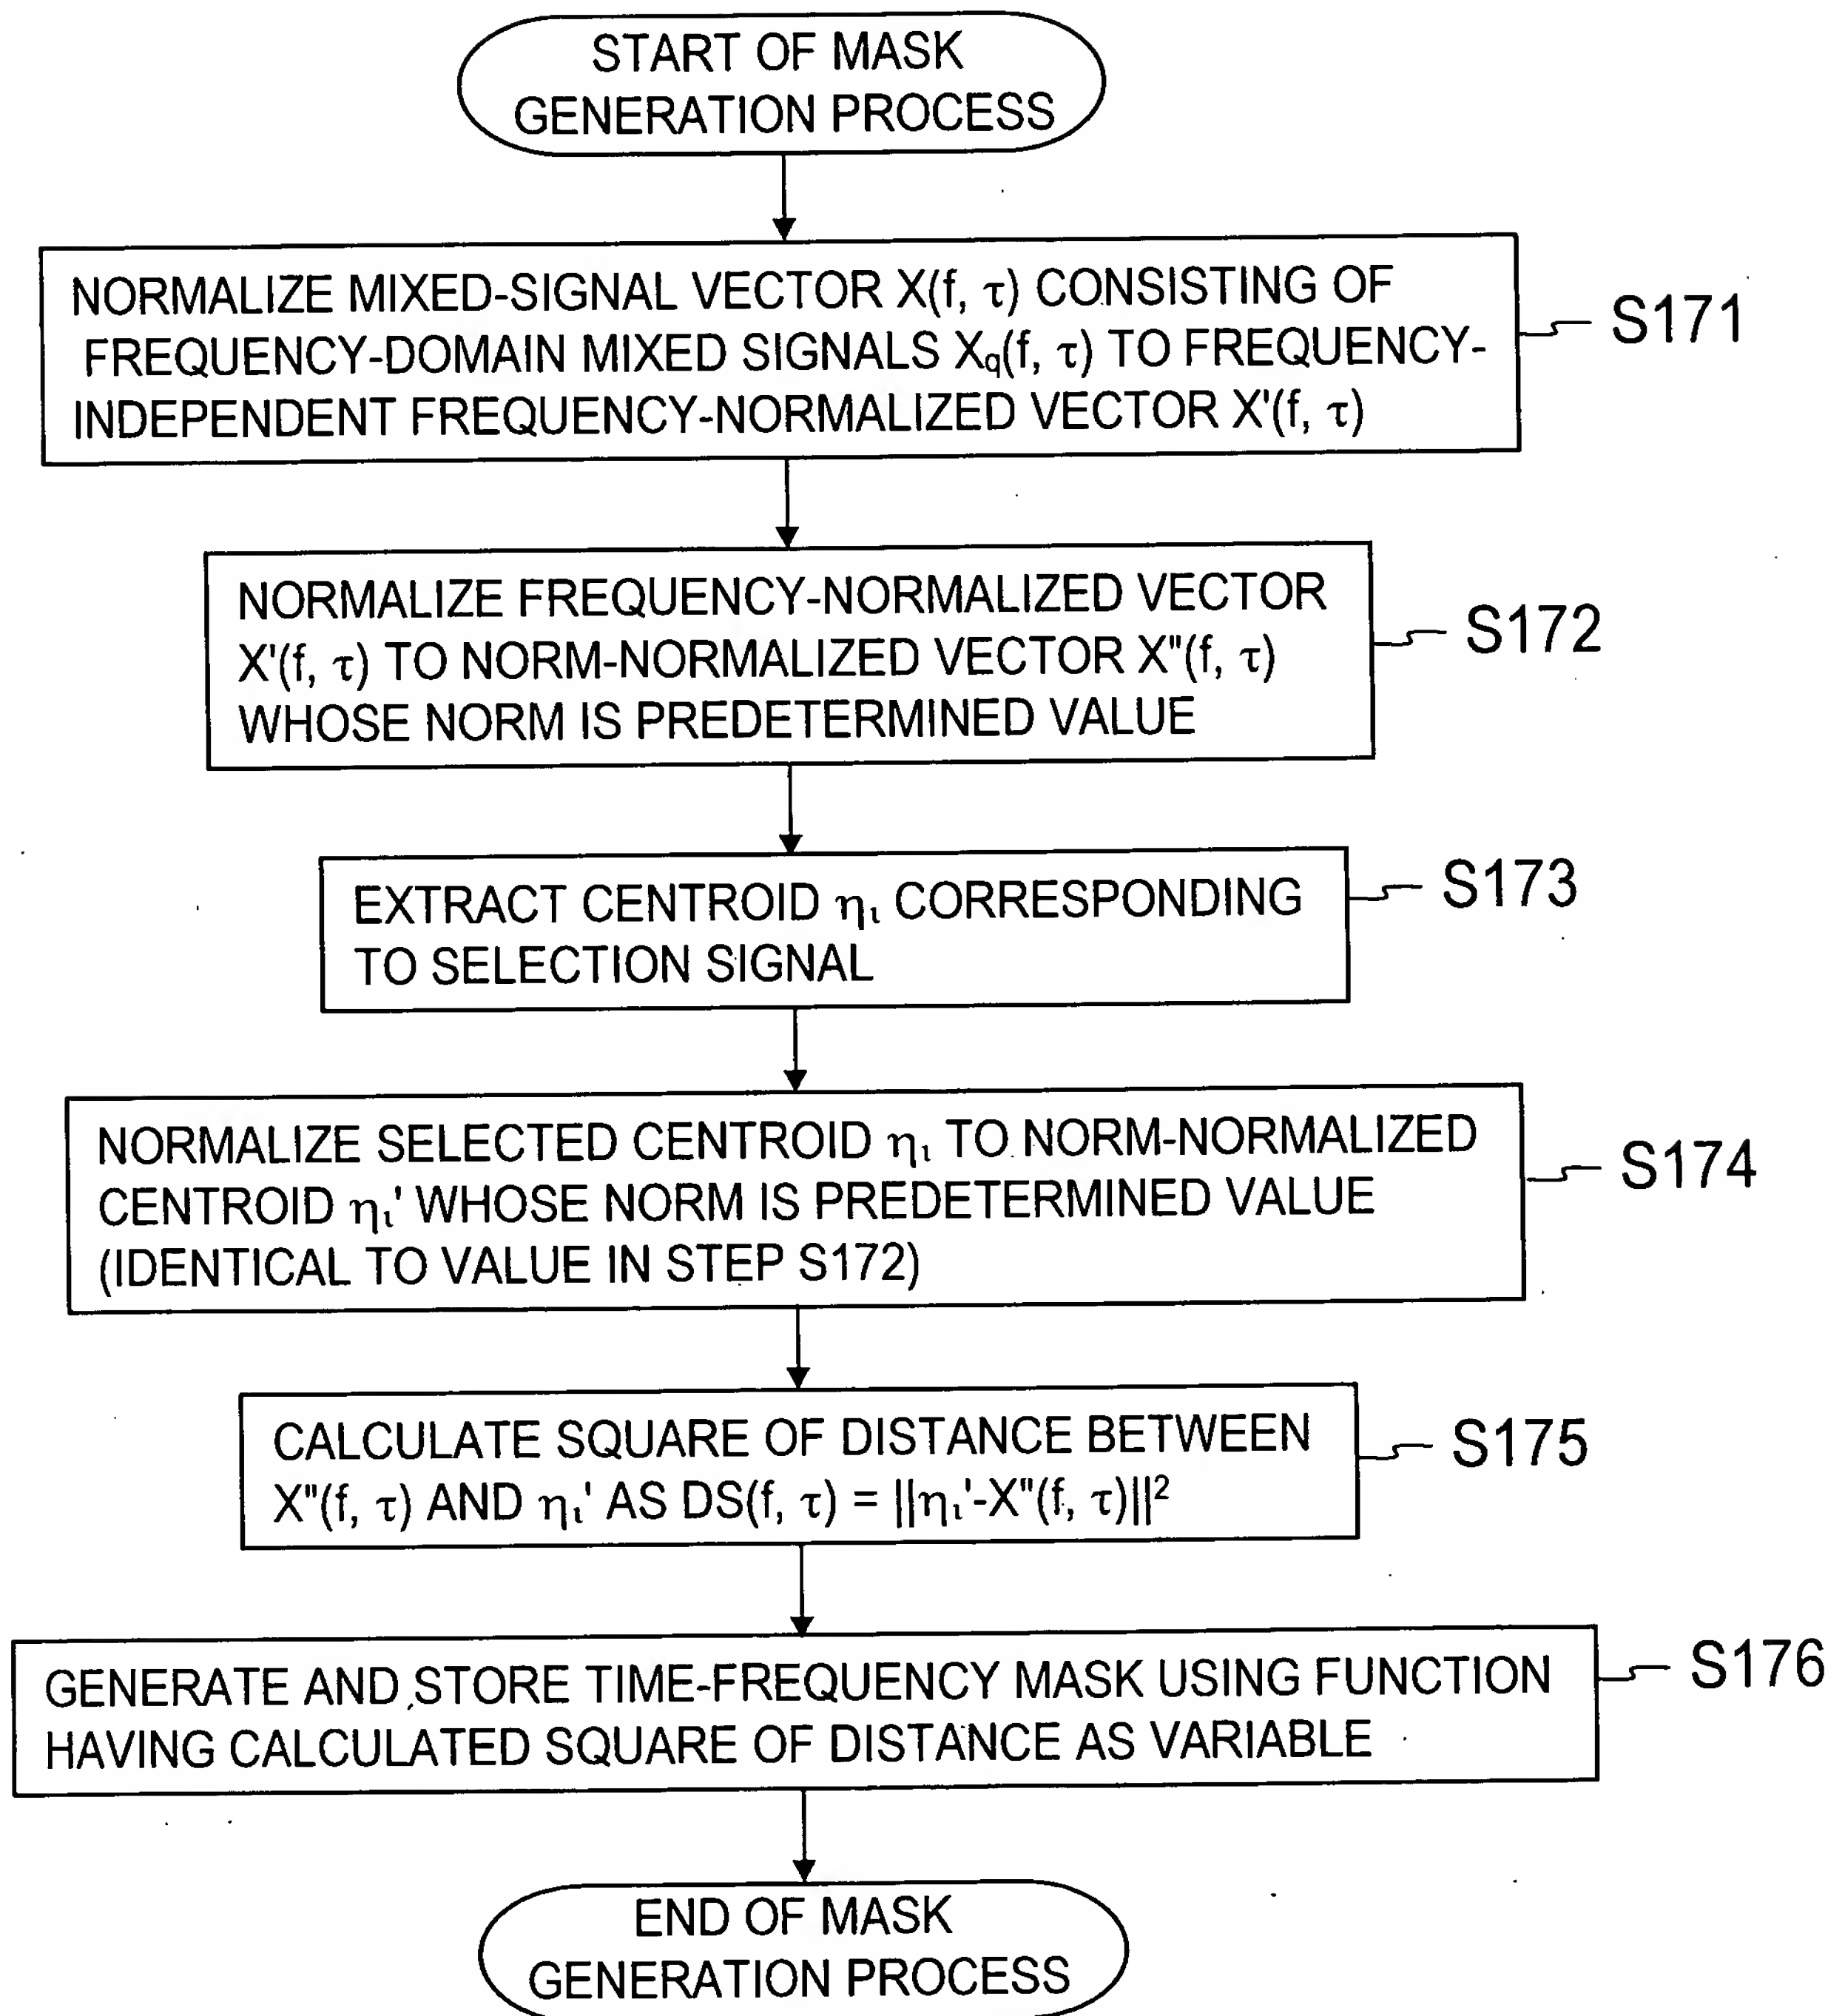 START OF MASK
GENERATION PROCESS
NORMALIZE MIXED-SIGNAL VECTOR X(f, τ) CONSISTING OF
FREQUENCY-DOMAIN MIXED SIGNALS Xq(f, τ) TO FREQUENCY-
INDEPENDENT FREQUENCY-NORMALIZED VECTOR X'(f, τ)
S171
NORMALIZE FREQUENCY-NORMALIZED VECTOR
X'(f, τ) TO NORM-NORMALIZED VECTOR X"(f, τ)
WHOSE NORM IS PREDETERMINED VALUE
S172
EXTRACT CENTROID ηι CORRESPONDING
TO SELECTION SIGNAL
S173
NORMALIZE SELECTED CENTROID ηι TO NORM-NORMALIZED
CENTROID ηι' WHOSE NORM IS PREDETERMINED VALUE
(IDENTICAL TO VALUE IN STEP S172)
S174
CALCULATE SQUARE OF DISTANCE BETWEEN
X"(f, τ) AND ηι' AS DS(f, τ) = ||ηι'-X"(f, τ)||²
S175
GENERATE AND STORE TIME-FREQUENCY MASK USING FUNCTION
HAVING CALCULATED SQUARE OF DISTANCE AS VARIABLE
S176
END OF MASK
GENERATION PROCESS